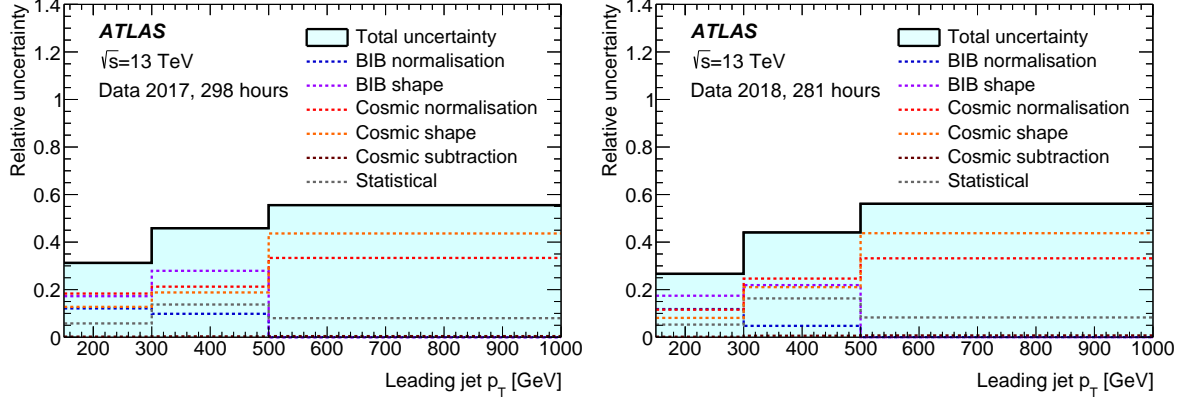 Relative uncertainty
1.4
1.2
1
0.8
0.6
0.4
0.2
0
ATLAS
√s=13 TeV
Data 2017, 298 hours
Total uncertainty
BIB normalisation
BIB shape
Cosmic normalisation
Cosmic shape
Cosmic subtraction
Statistical
200 300 400 500 600 700 800 900 1000
Leading jet p_T [GeV]
Relative uncertainty
1.4
1.2
1
0.8
0.6
0.4
0.2
0
ATLAS
√s=13 TeV
Data 2018, 281 hours
Total uncertainty
BIB normalisation
BIB shape
Cosmic normalisation
Cosmic shape
Cosmic subtraction
Statistical
200 300 400 500 600 700 800 900 1000
Leading jet p_T [GeV]